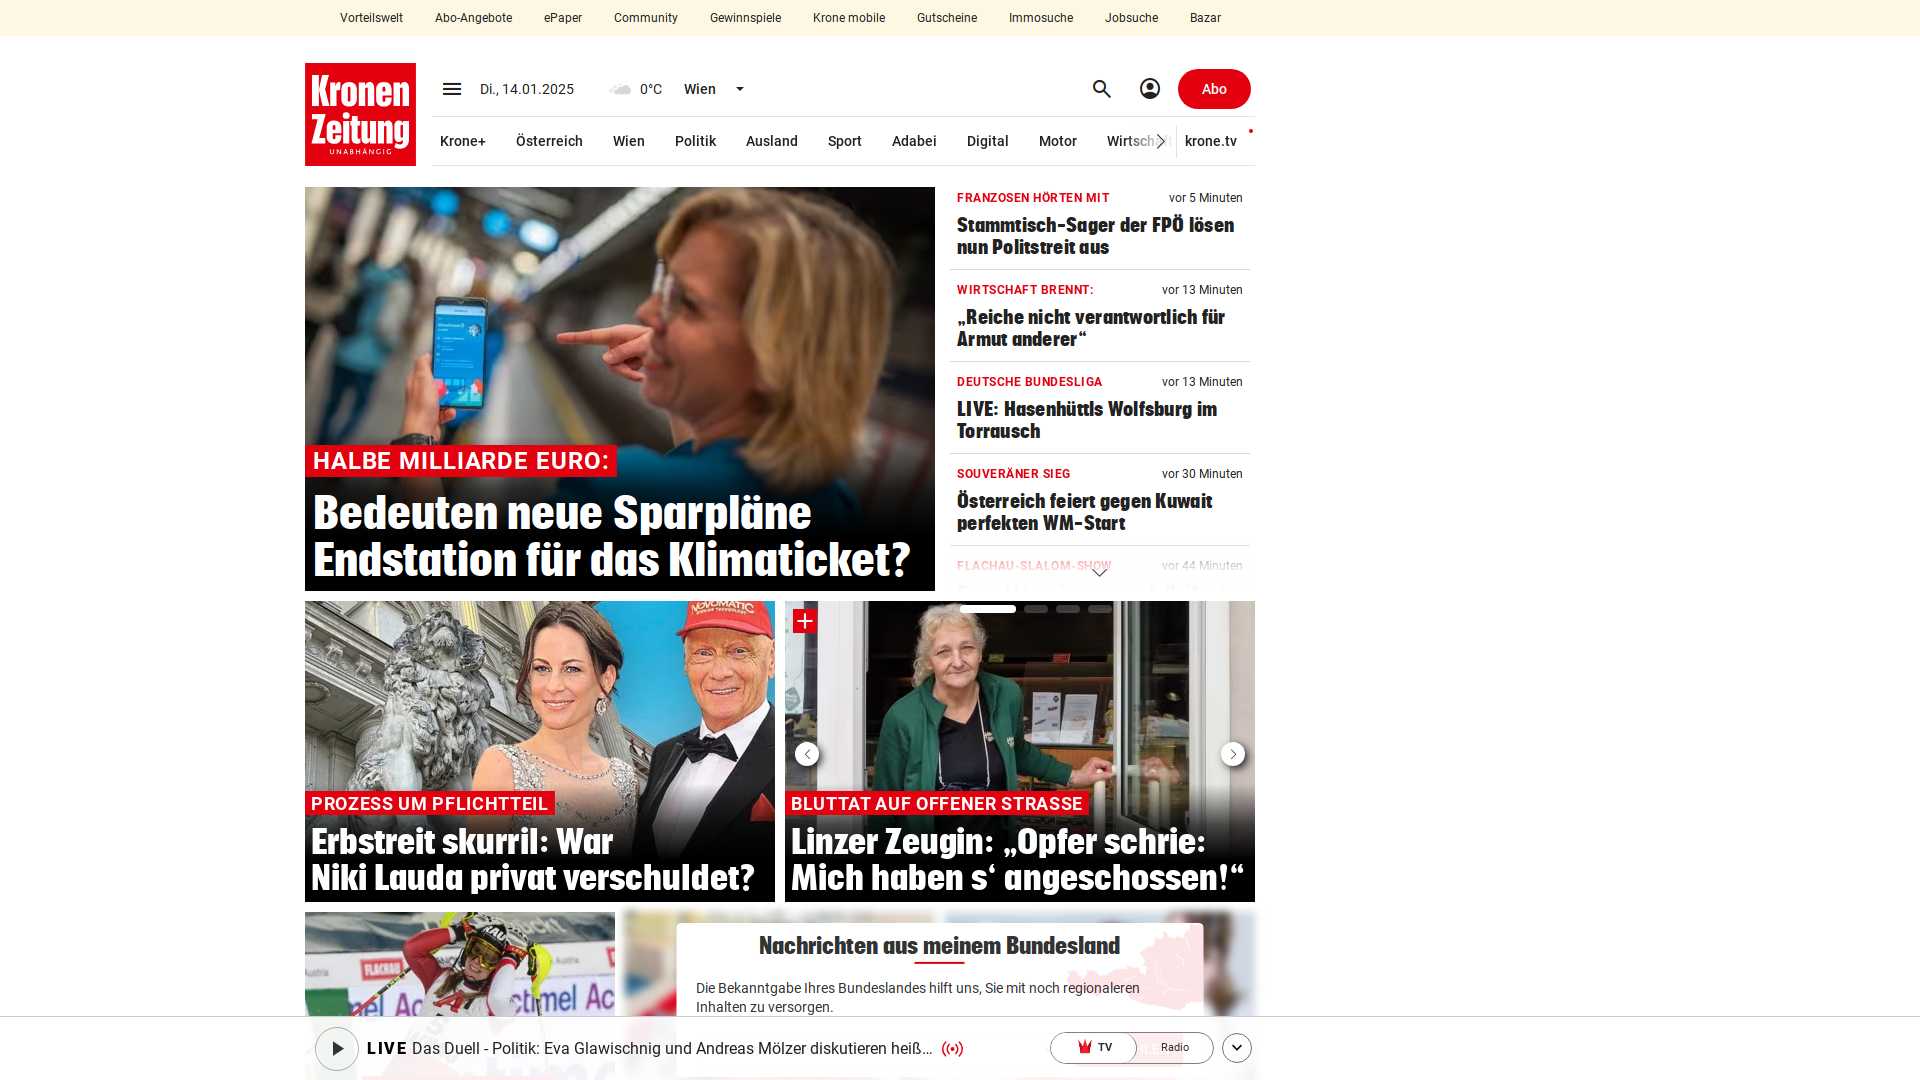 Vorteilswelt Abo-Angebote ePaper Community Gewinnspiele Krone mobile Gutscheine Immosuche Jobsuche Bazar
Kronen
Zeitung
UNABHÄNGIG
Di., 14.01.2025 0°C Wien
Abo
Krone+ Österreich Wien Politik Ausland Sport Adabei Digital Motor krone.tv
HALBE MILLIARDE EURO:
Bedeuten neue Sparpläne
Endstation für das Klimaticket?
FRANZOSEN HÖRTEN MIT vor 5 Minuten
Stammtisch-Sager der FPÖ lösen
nun Politstreit aus
WIRTSCHAFT BRENNT: vor 13 Minuten
„Reiche nicht verantwortlich für
Armut anderer“
DEUTSCHE BUNDESLIGA vor 13 Minuten
LIVE: Hasenhüttls Wolfsburg im
Torrausch
SOUVERÄNER SIEG vor 30 Minuten
Österreich feiert gegen Kuwait
perfekten WM-Start
FLACHAU-SLALOM-SHOW vor 44 Minuten
NOVOMATIC
PROZESS UM PFLICHTTEIL
Erbstreit skurril: War
Niki Lauda privat verschuldet?
BLUTTAT AUF OFFENER STRASSE
Linzer Zeugin: „Opfer schrie:
Mich haben s‘ angeschossen!“
FLACHAU
Nachrichten aus meinem Bundesland
Die Bekanntgabe Ihres Bundeslandes hilft uns, Sie mit noch regionaleren
Inhalten zu versorgen.
LIVE Das Duell - Politik: Eva Glawischnig und Andreas Mölzer diskutieren heiß...
TV Radio